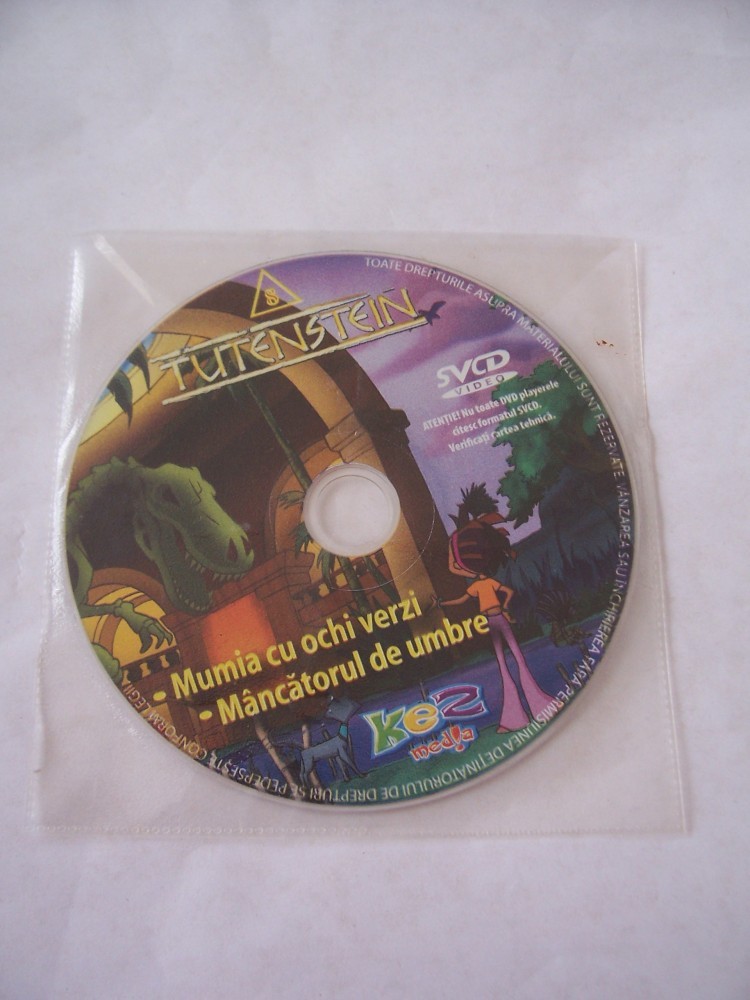 TUTENSTEIN
SVCD
VIDEO
ATENȚIE! Nu toate DVD playerele
citesc formatul SVCD.
Verificați cartea tehnică.
• Mumia cu ochi verzi
• Mâncătorul de umbre
Kez
media
TOATE DREPTURILE ASUPRA MATERIALULUI SUNT REZERVATE. VÂNZAREA SAU ÎNCHIRIEREA FĂRĂ PERMISIUNEA DEȚINĂTORULUI DE DREPTURI SE PEDEPSEȘTE CONFORM LEGII